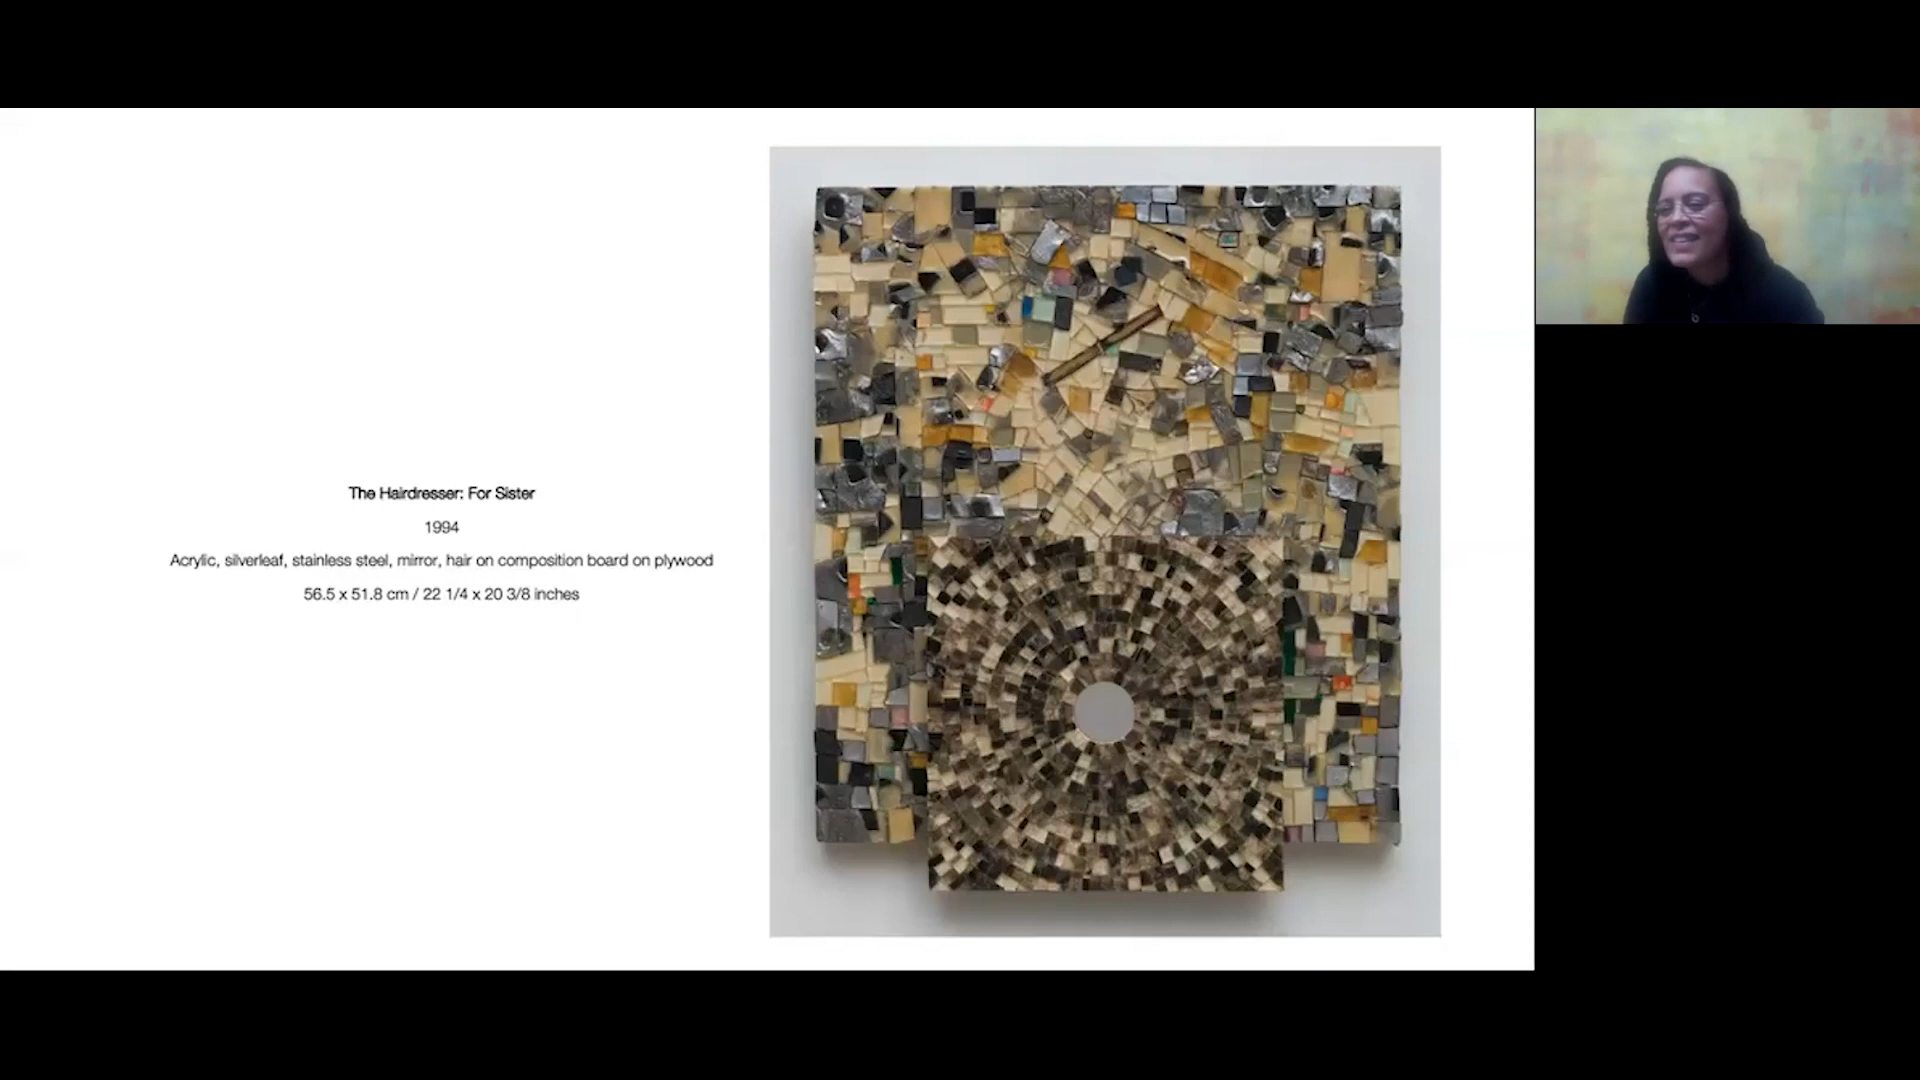 The Hairdresser: For Sister
1994
Acrylic, silverleaf, stainless steel, mirror, hair on composition board on plywood
56.5 x 51.8 cm / 22 1/4 x 20 3/8 inches